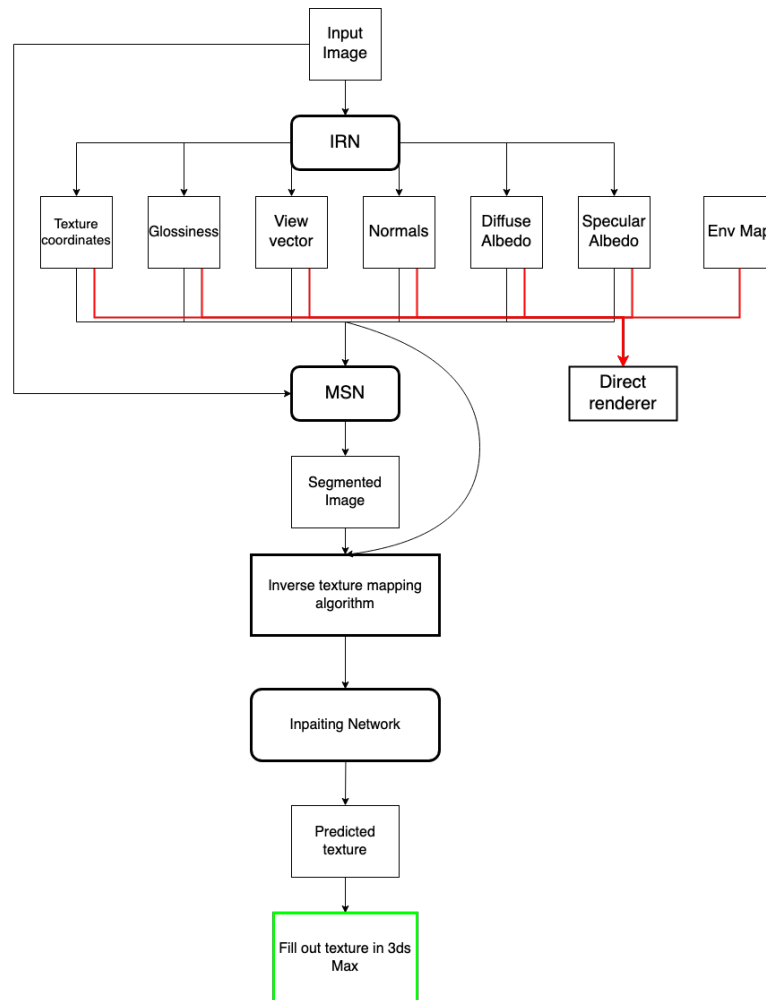 Input
Image
IRN
Texture
coordinates
Glossiness
View
vector
Normals
Diffuse
Albedo
Specular
Albedo
Env Map
Direct
renderer
MSN
Segmented
Image
Inverse texture mapping
algorithm
Inpaiting Network
Predicted
texture
Fill out texture in 3ds
Max